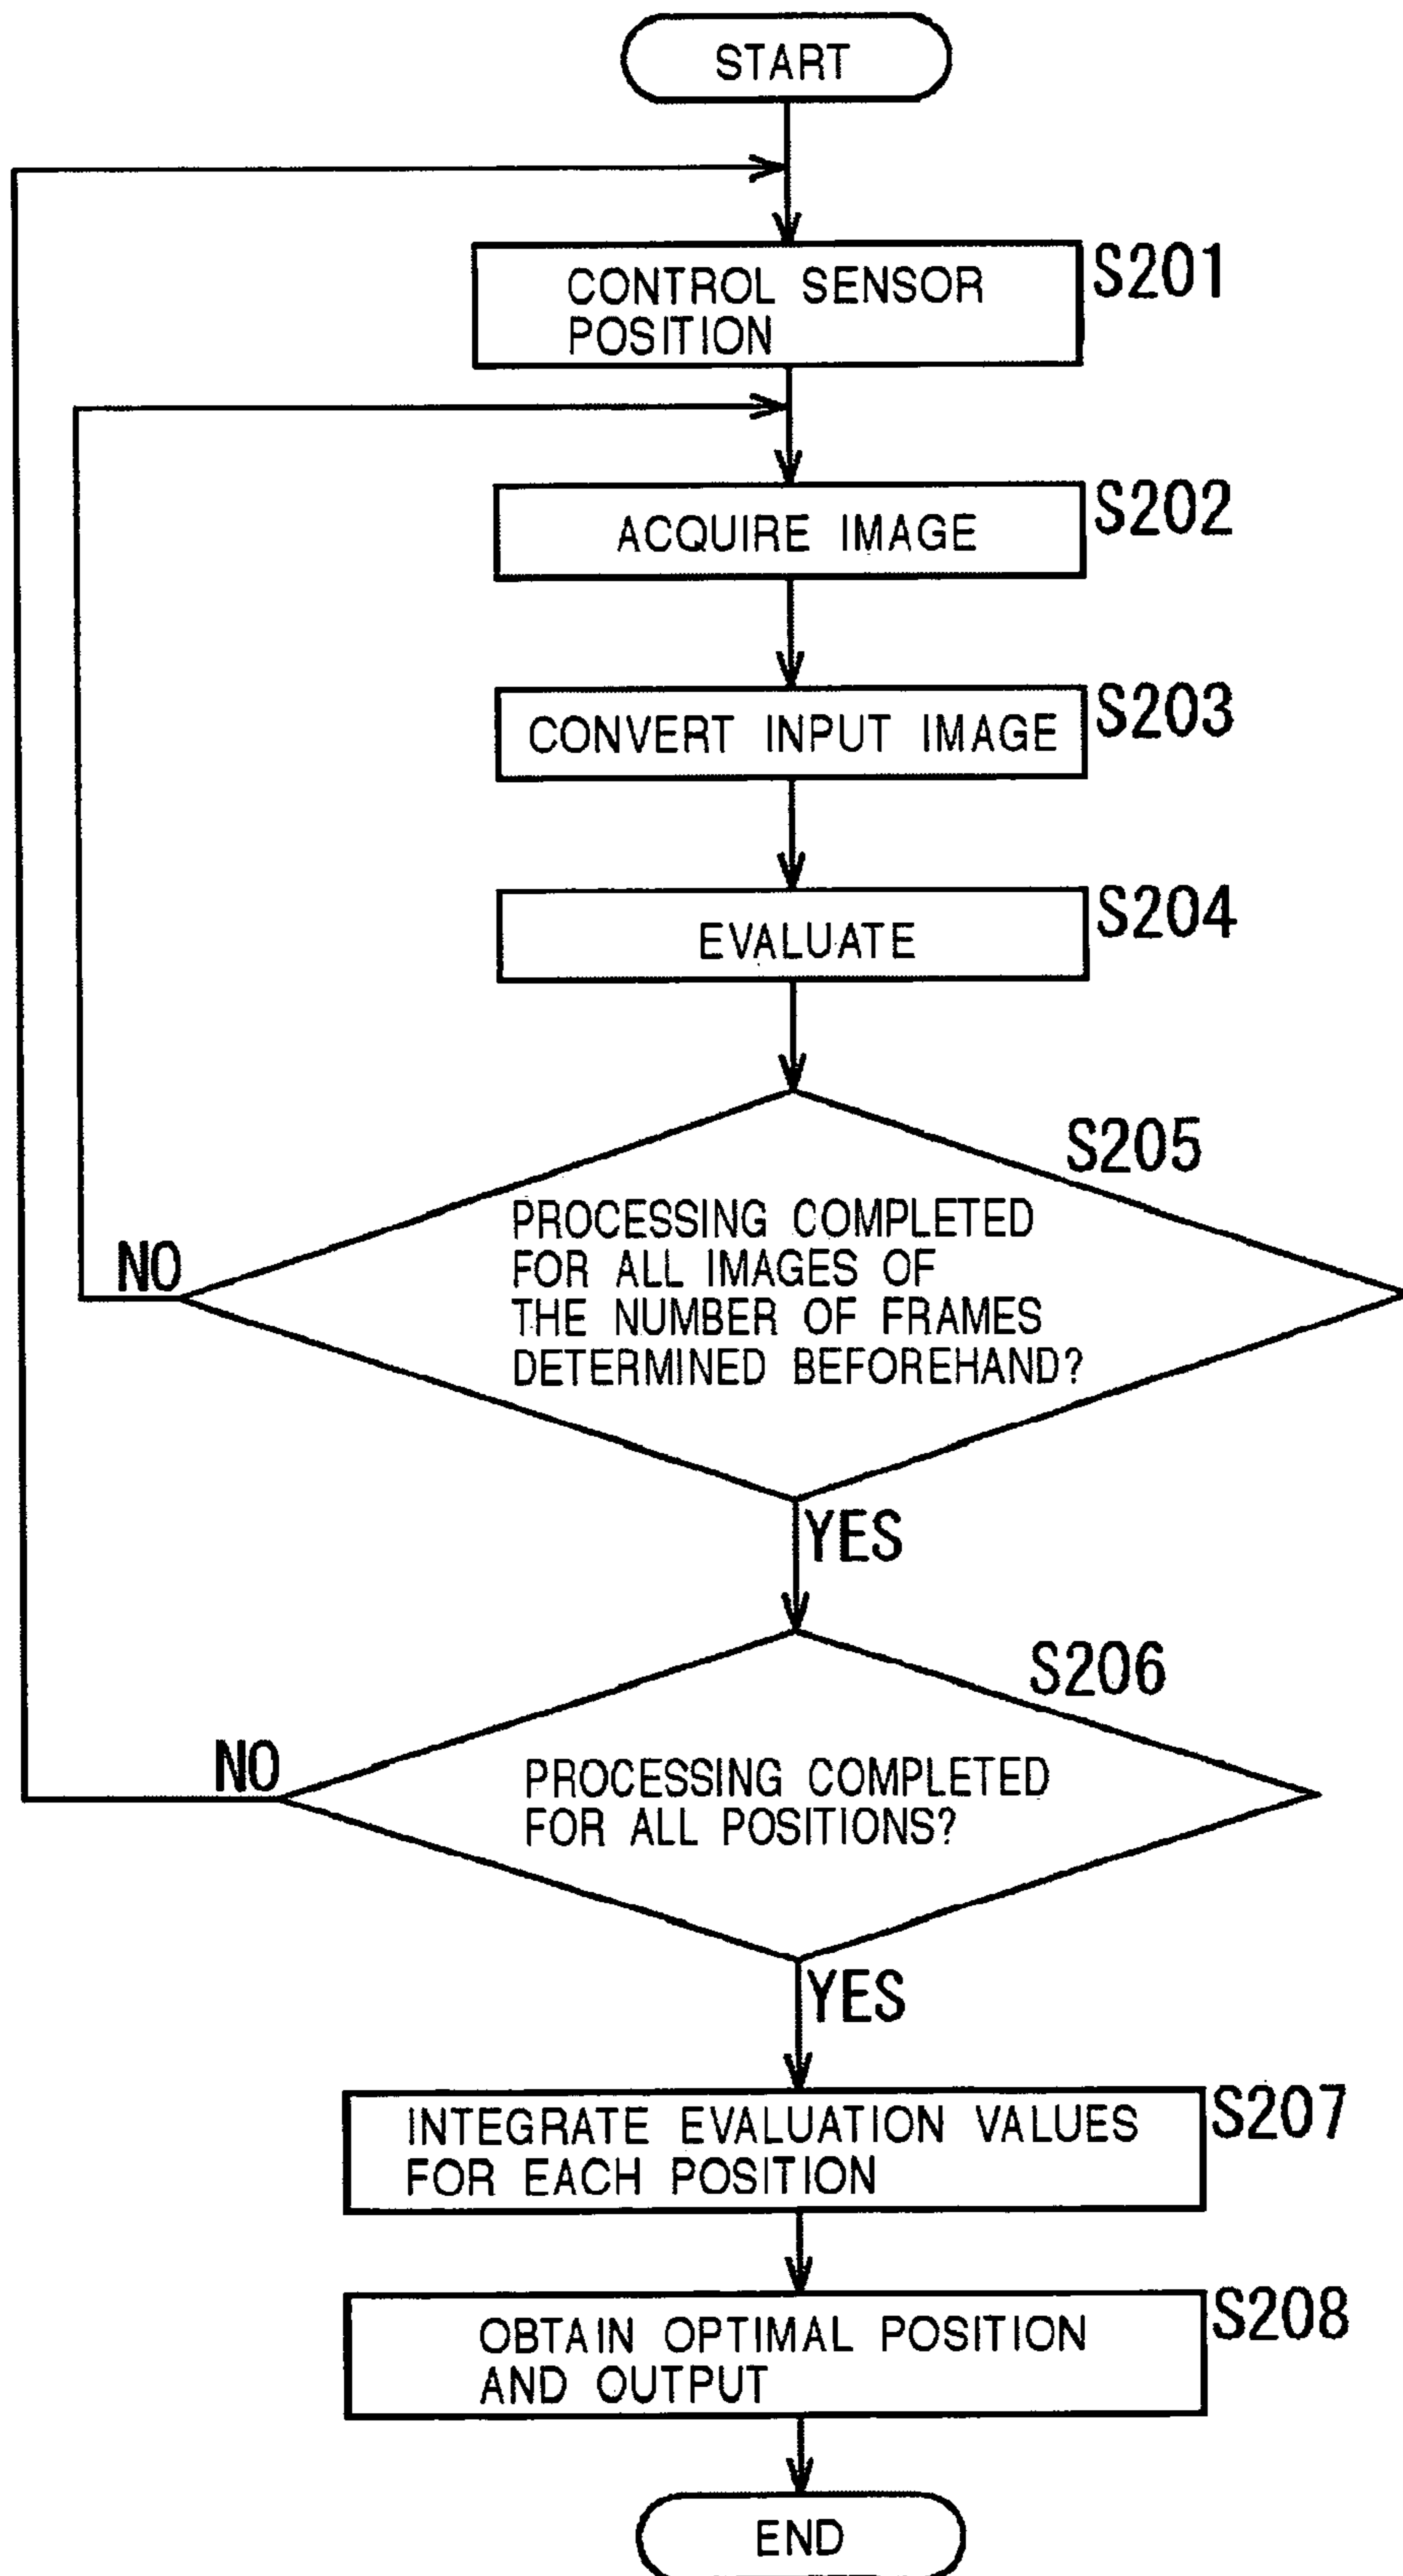 START
CONTROL SENSOR
POSITION
S201
ACQUIRE IMAGE
S202
CONVERT INPUT IMAGE
S203
EVALUATE
S204
S205
PROCESSING COMPLETED
FOR ALL IMAGES OF
THE NUMBER OF FRAMES
DETERMINED BEFOREHAND?
NO
YES
S206
PROCESSING COMPLETED
FOR ALL POSITIONS?
NO
YES
INTEGRATE EVALUATION VALUES
FOR EACH POSITION
S207
OBTAIN OPTIMAL POSITION
AND OUTPUT
S208
END